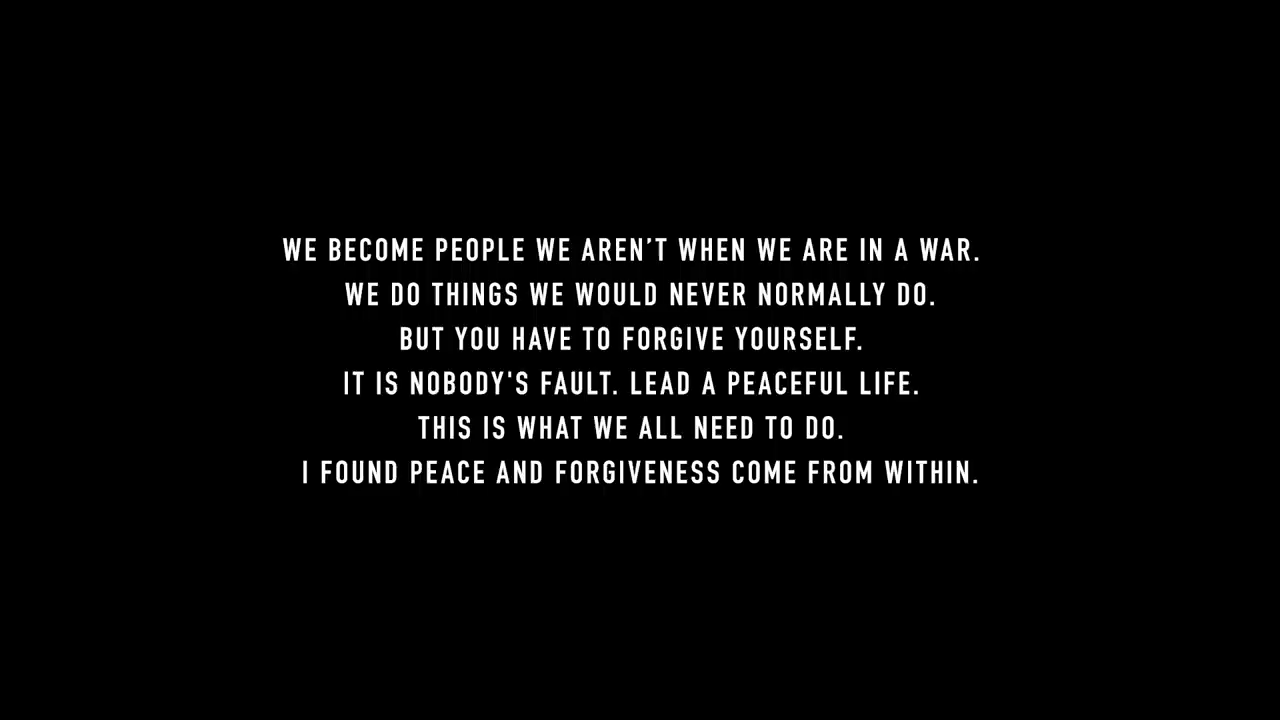 WE BECOME PEOPLE WE AREN’T WHEN WE ARE IN A WAR.
WE DO THINGS WE WOULD NEVER NORMALLY DO.
BUT YOU HAVE TO FORGIVE YOURSELF.
IT IS NOBODY'S FAULT. LEAD A PEACEFUL LIFE.
THIS IS WHAT WE ALL NEED TO DO.
I FOUND PEACE AND FORGIVENESS COME FROM WITHIN.